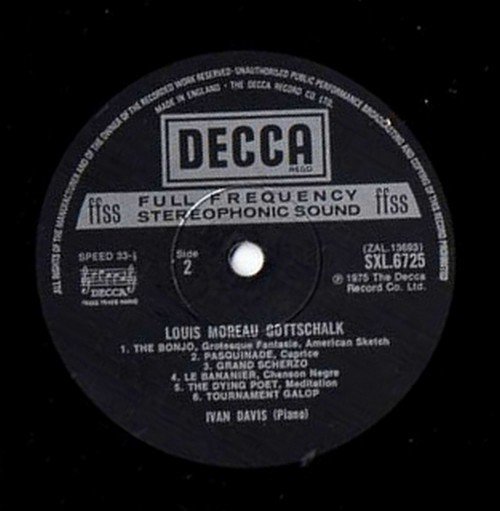 ALL RIGHTS OF THE MANUFACTURER AND OF THE OWNER OF THE RECORDED WORK RESERVED · UNAUTHORISED PUBLIC PERFORMANCE BROADCASTING AND COPYING OF THIS RECORD PROHIBITED
MADE IN ENGLAND · THE DECCA RECORD CO. LTD.
DECCA
REGD
ffss FULL FREQUENCY ffss
STEREOPHONIC SOUND
SPEED 33⅓ Side (ZAL.13693)
2 SXL.6725
DECCA ℗ 1975 The Decca
TRADE MARK Record Co. Ltd.
LOUIS MOREAU GOTTSCHALK
1. THE BONJO, Grotesque Fantasie, American Sketch
2. PASQUINADE, Caprice
3. GRAND SCHERZO
4. LE BANANIER, Chanson Negre
5. THE DYING POET, Meditation
6. TOURNAMENT GALOP
IVAN DAVIS (Piano)